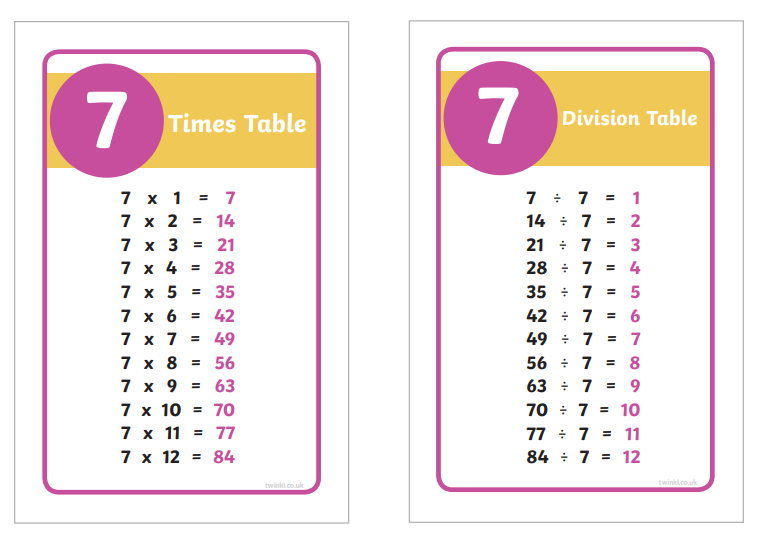 7
Times Table
7 x 1 = 7
7 x 2 = 14
7 x 3 = 21
7 x 4 = 28
7 x 5 = 35
7 x 6 = 42
7 x 7 = 49
7 x 8 = 56
7 x 9 = 63
7 x 10 = 70
7 x 11 = 77
7 x 12 = 84
twinkl.co.uk
7
Division Table
7 ÷ 7 = 1
14 ÷ 7 = 2
21 ÷ 7 = 3
28 ÷ 7 = 4
35 ÷ 7 = 5
42 ÷ 7 = 6
49 ÷ 7 = 7
56 ÷ 7 = 8
63 ÷ 7 = 9
70 ÷ 7 = 10
77 ÷ 7 = 11
84 ÷ 7 = 12
twinkl.co.uk